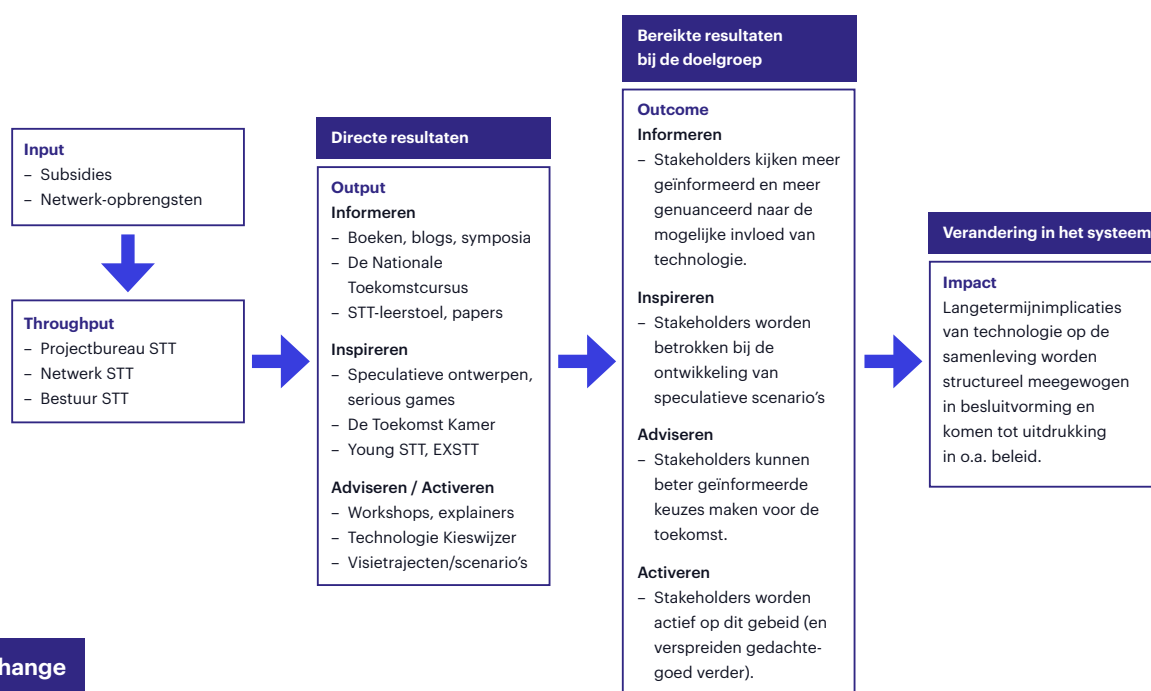 Input
– Subsidies
– Netwerk-opbrengsten
Throughput
– Projectbureau STT
– Netwerk STT
– Bestuur STT
Directe resultaten
Output
Informeren
– Boeken, blogs, symposia
– De Nationale
Toekomstcursus
– STT-leerstoel, papers
Inspireren
– Speculatieve ontwerpen,
serious games
– De Toekomst Kamer
– Young STT, EXSTT
Adviseren / Activeren
– Workshops, explainers
– Technologie Kieswijzer
– Visietrajecten/scenario's
Bereikte resultaten
bij de doelgroep
Outcome
Informeren
– Stakeholders kijken meer
geïnformeerd en meer
genuanceerd naar de
mogelijke invloed van
technologie.
Inspireren
– Stakeholders worden
betrokken bij de
ontwikkeling van
speculatieve scenario's
Adviseren
– Stakeholders kunnen
beter geïnformeerde
keuzes maken voor de
toekomst.
Activeren
– Stakeholders worden
actief op dit gebeid (en
verspreiden gedachte-
goed verder).
Verandering in het systeem
Impact
Langetermijnimplicaties
van technologie op de
samenleving worden
structureel meegewogen
in besluitvorming en
komen tot uitdrukking
in o.a. beleid.
hange